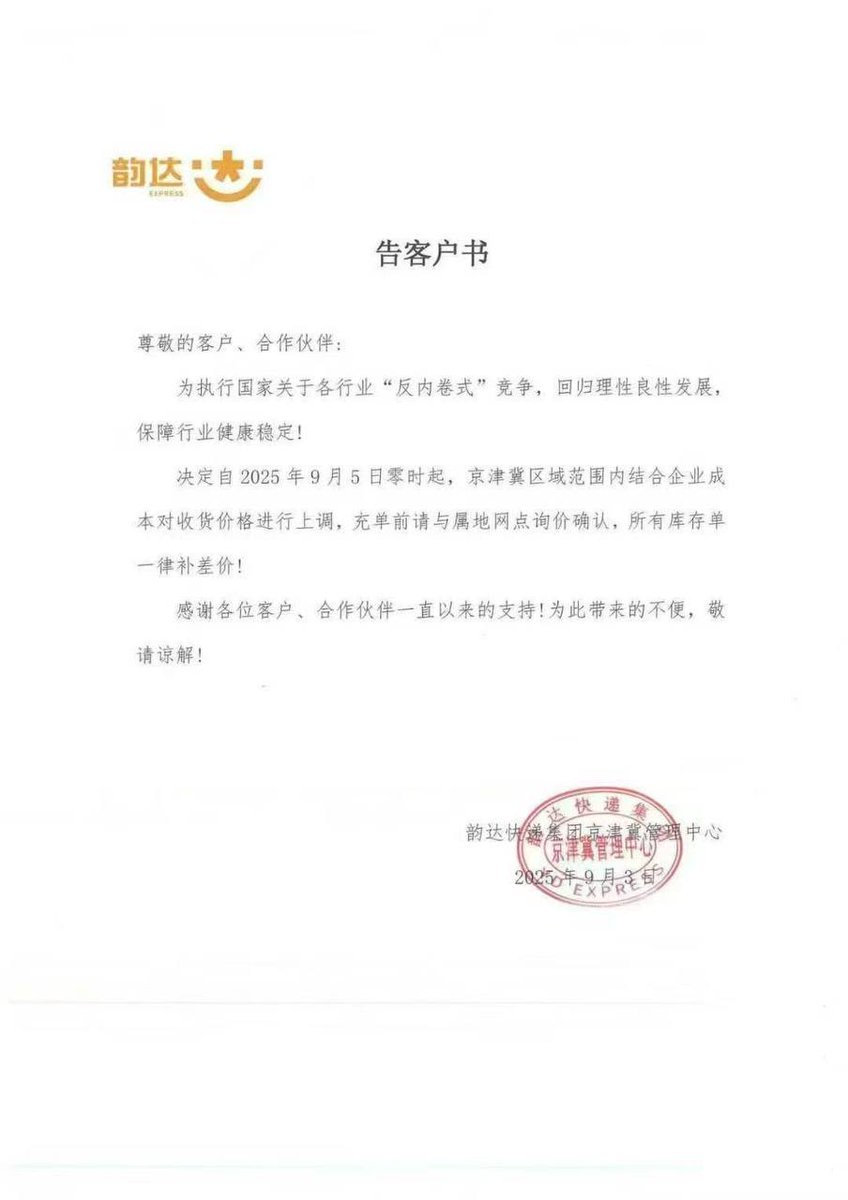 韵达
EXPRESS
告客户书
尊敬的客户、合作伙伴:
为执行国家关于各行业“反内卷式”竞争，回归理性良性发展，
保障行业健康稳定!
决定自 2025 年 9 月 5 日零时起，京津冀区域范围内结合企业成
本对收货价格进行上调，充单前请与属地网点询价确认，所有库存单
一律补差价!
感谢各位客户、合作伙伴一直以来的支持!为此带来的不便，敬
请谅解!
韵达快递集团京津冀管理中心
2025 年 9 月 3 日
韵达快递集团
京津冀管理中心
YD EXPRESS